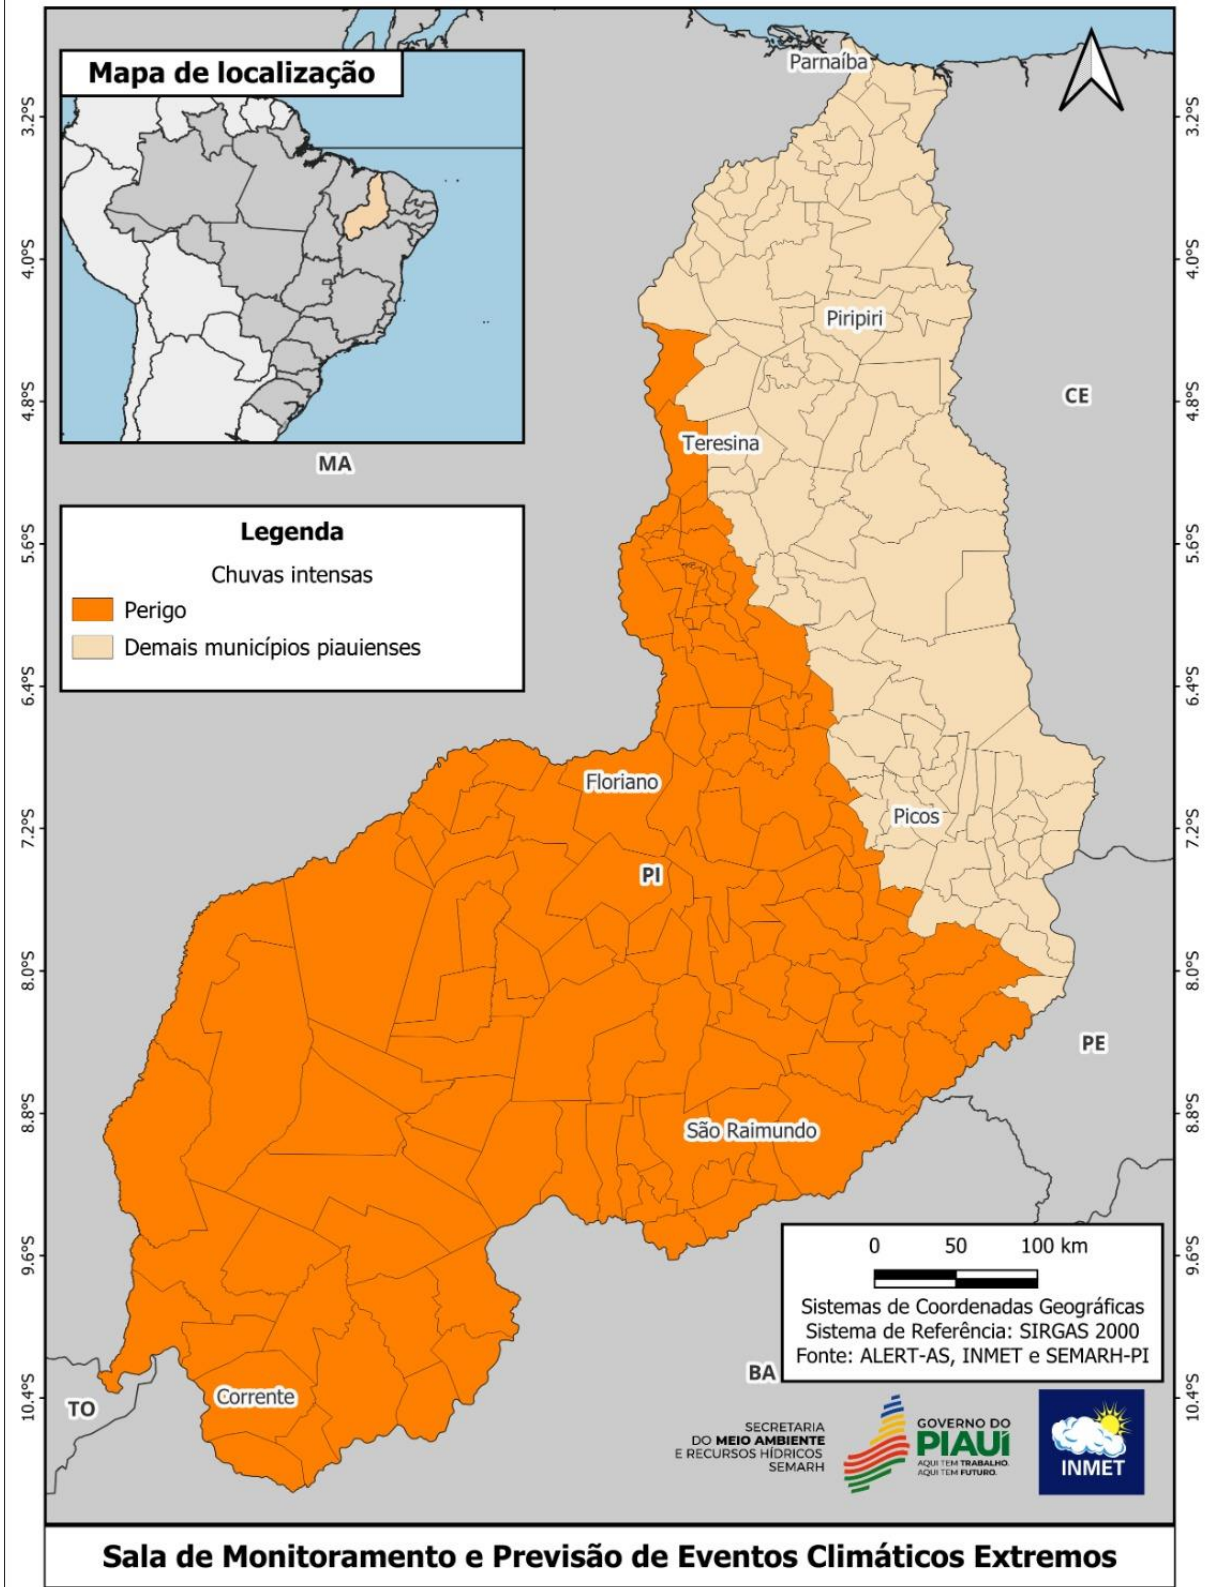 Mapa de localização
Parnaíba
Piripiri
CE
Teresina
MA
Legenda
Chuvas intensas
Perigo
Demais municípios piauienses
Floriano
Picos
PI
PE
São Raimundo
Corrente
TO
BA
3.2°S
4.0°S
4.8°S
5.6°S
6.4°S
7.2°S
8.0°S
8.8°S
9.6°S
10.4°S
3.2°S
4.0°S
4.8°S
5.6°S
6.4°S
7.2°S
8.0°S
8.8°S
9.6°S
10.4°S
0 50 100 km
Sistemas de Coordenadas Geográficas
Sistema de Referência: SIRGAS 2000
Fonte: ALERT-AS, INMET e SEMARH-PI
SECRETARIA
DO MEIO AMBIENTE
E RECURSOS HÍDRICOS
SEMARH
GOVERNO DO
PIAUÍ
AQUI TEM TRABALHO.
AQUI TEM FUTURO.
INMET
Sala de Monitoramento e Previsão de Eventos Climáticos Extremos